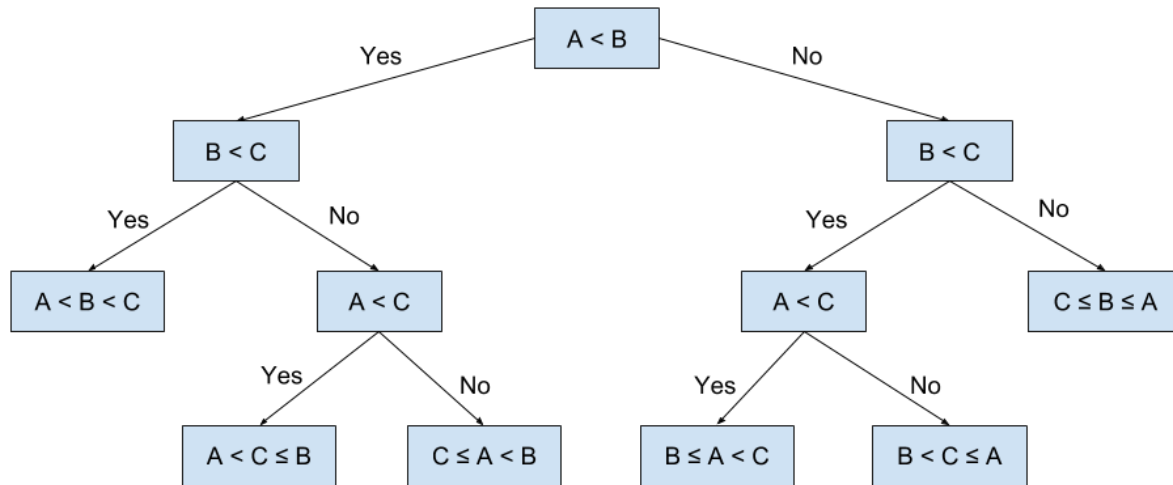 A < B
Yes
No
B < C
B < C
Yes
No
Yes
No
A < B < C
A < C
A < C
C ≤ B ≤ A
Yes
No
Yes
No
A < C ≤ B
C ≤ A < B
B ≤ A < C
B < C ≤ A